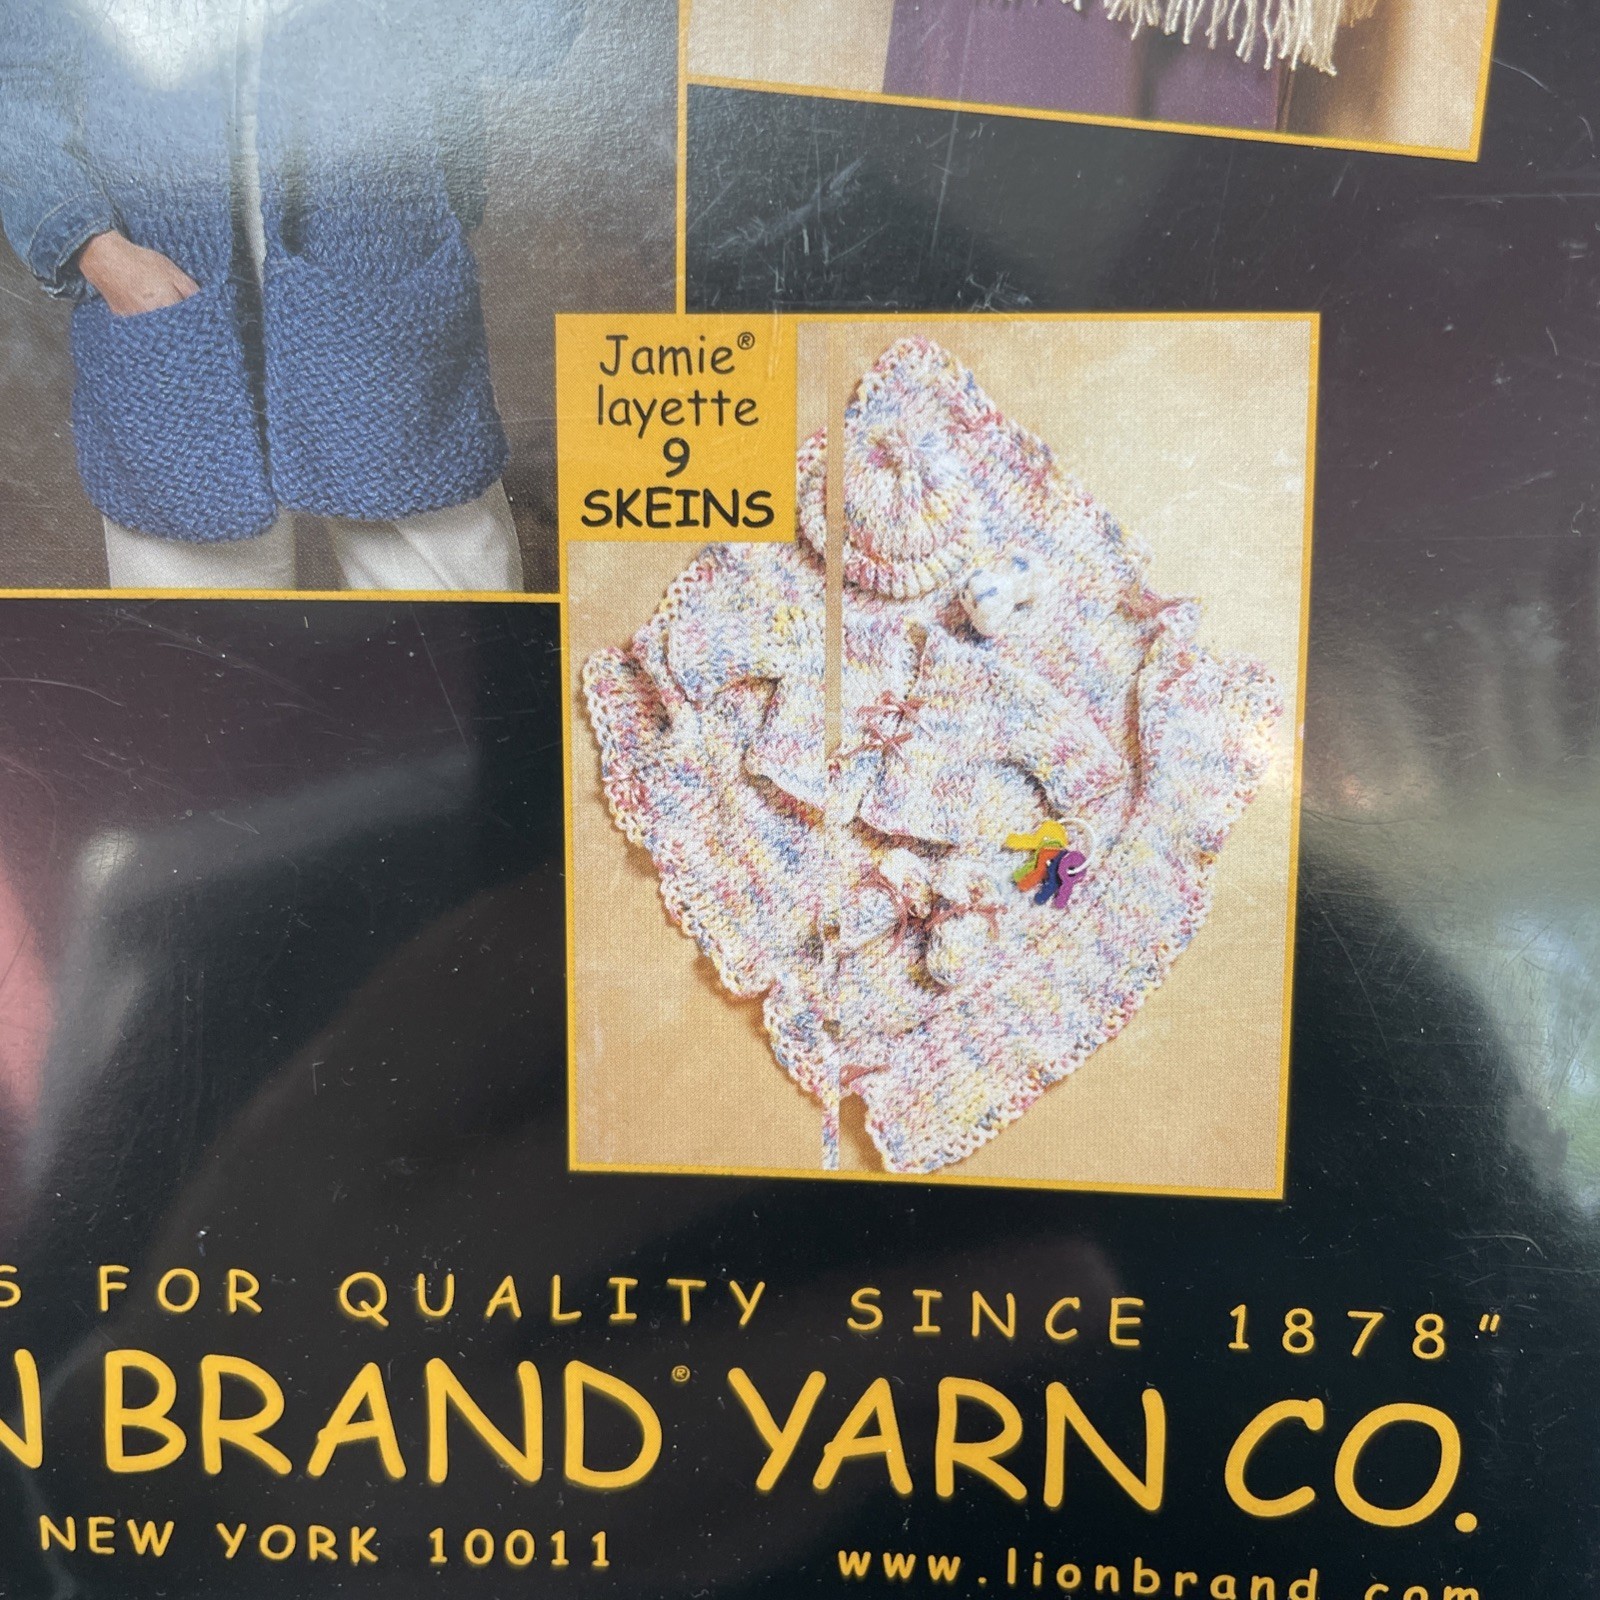 Jamie®
layette
9
SKEINS
FOR QUALITY SINCE 1878"
BRAND® YARN CO.
NEW YORK 10011
www.lionbrand.com